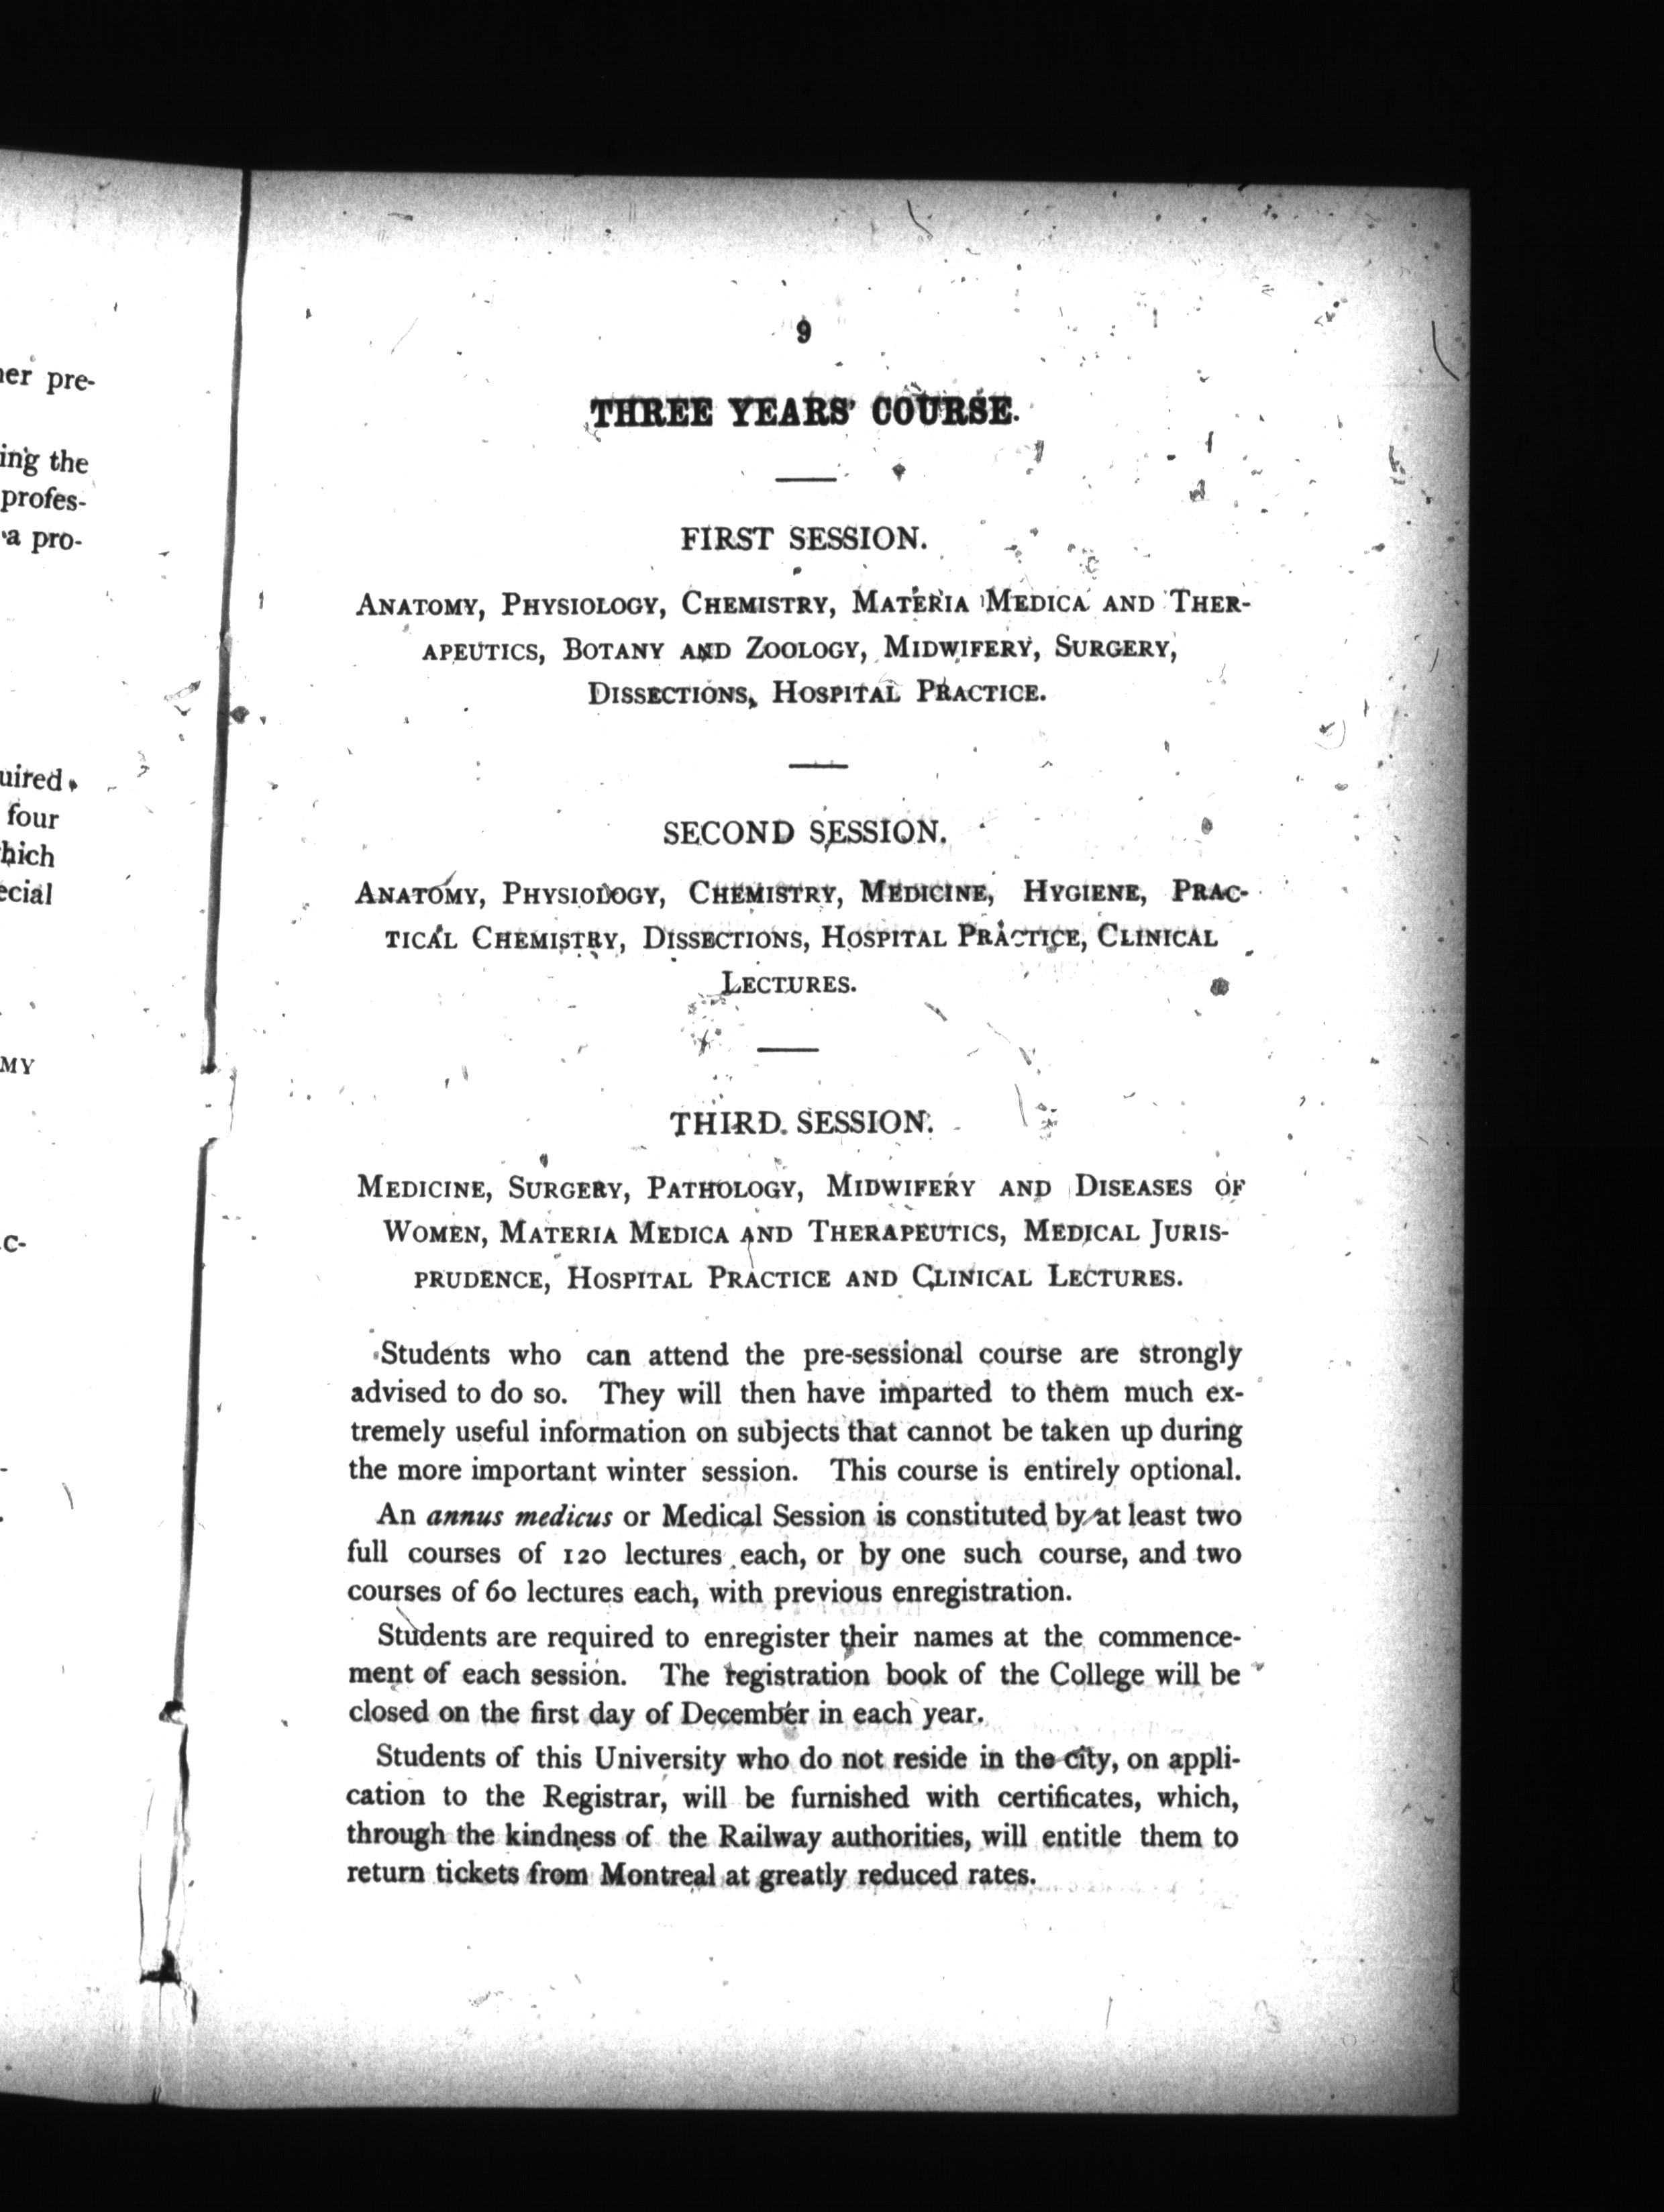 her pre-
ing the
profes-
a pro-
uired
four
which
ecial
MY
c-
9
THREE YEARS' COURSE.
FIRST SESSION.
ANATOMY, PHYSIOLOGY, CHEMISTRY, MATERIA MEDICA AND THER-
APEUTICS, BOTANY AND ZOOLOGY, MIDWIFERY, SURGERY,
DISSECTIONS, HOSPITAL PRACTICE.
SECOND SESSION.
ANATOMY, PHYSIOLOGY, CHEMISTRY, MEDICINE, HYGIENE, PRAC-
TICAL CHEMISTRY, DISSECTIONS, HOSPITAL PRACTICE, CLINICAL
LECTURES.
THIRD SESSION.
MEDICINE, SURGERY, PATHOLOGY, MIDWIFERY AND DISEASES OF
WOMEN, MATERIA MEDICA AND THERAPEUTICS, MEDICAL JURIS-
PRUDENCE, HOSPITAL PRACTICE AND CLINICAL LECTURES.
Students who can attend the pre-sessional course are strongly
advised to do so. They will then have imparted to them much ex-
tremely useful information on subjects that cannot be taken up during
the more important winter session. This course is entirely optional.
An annus medicus or Medical Session is constituted by at least two
full courses of 120 lectures each, or by one such course, and two
courses of 60 lectures each, with previous enregistration.
Students are required to enregister their names at the commence-
ment of each session. The registration book of the College will be
closed on the first day of December in each year.
Students of this University who do not reside in the city, on appli-
cation to the Registrar, will be furnished with certificates, which,
through the kindness of the Railway authorities, will entitle them to
return tickets from Montreal at greatly reduced rates.